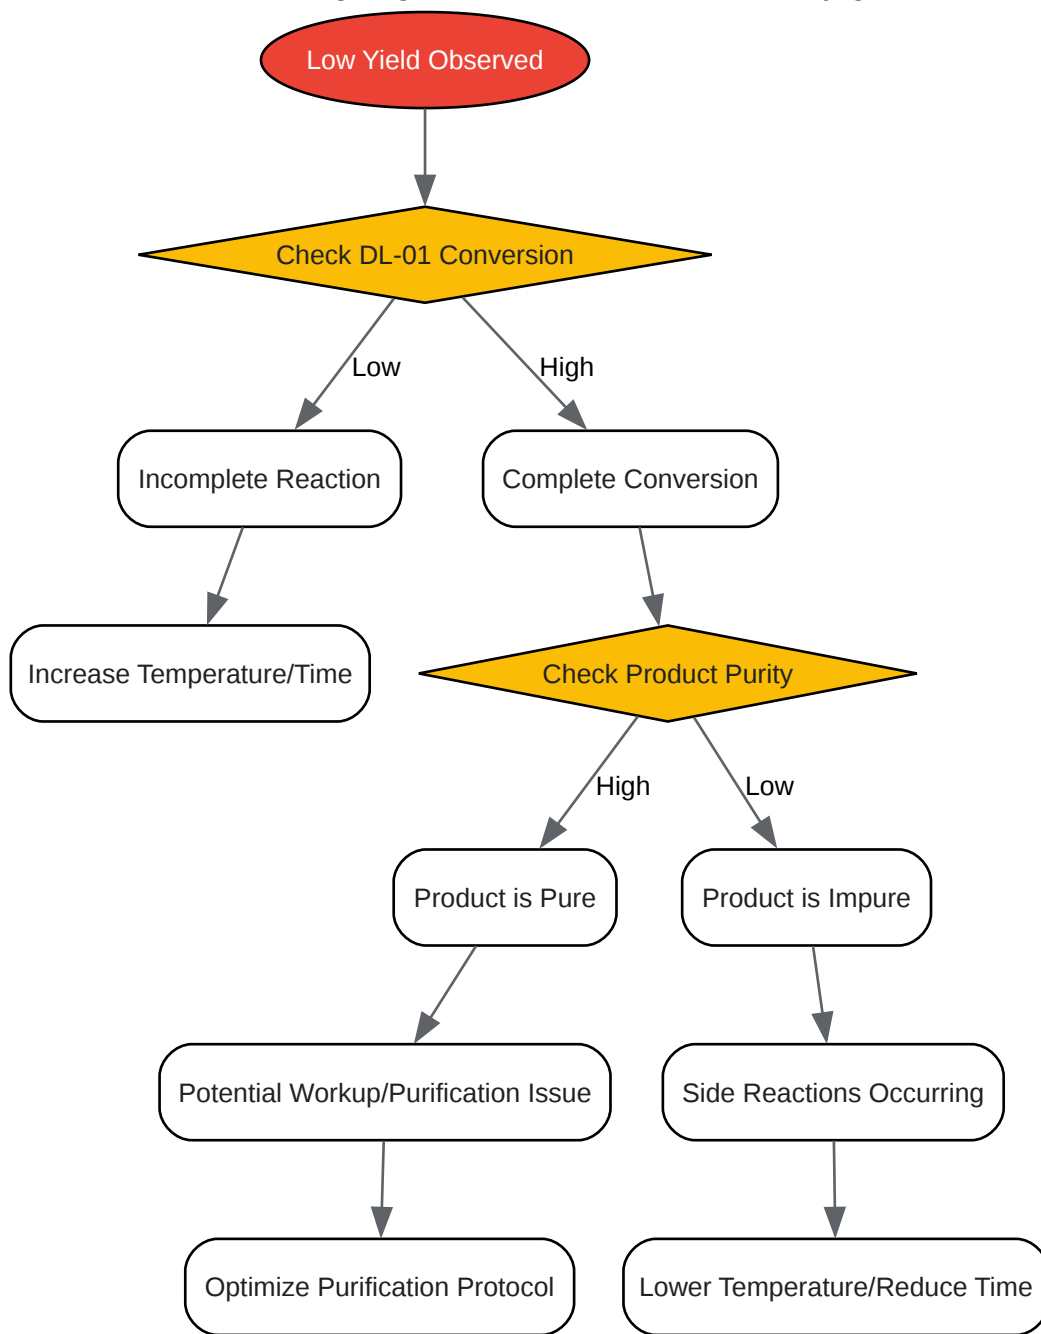 Low Yield Observed
Check DL-01 Conversion
Low
High
Incomplete Reaction
Complete Conversion
Increase Temperature/Time
Check Product Purity
High
Low
Product is Pure
Product is Impure
Potential Workup/Purification Issue
Side Reactions Occurring
Optimize Purification Protocol
Lower Temperature/Reduce Time